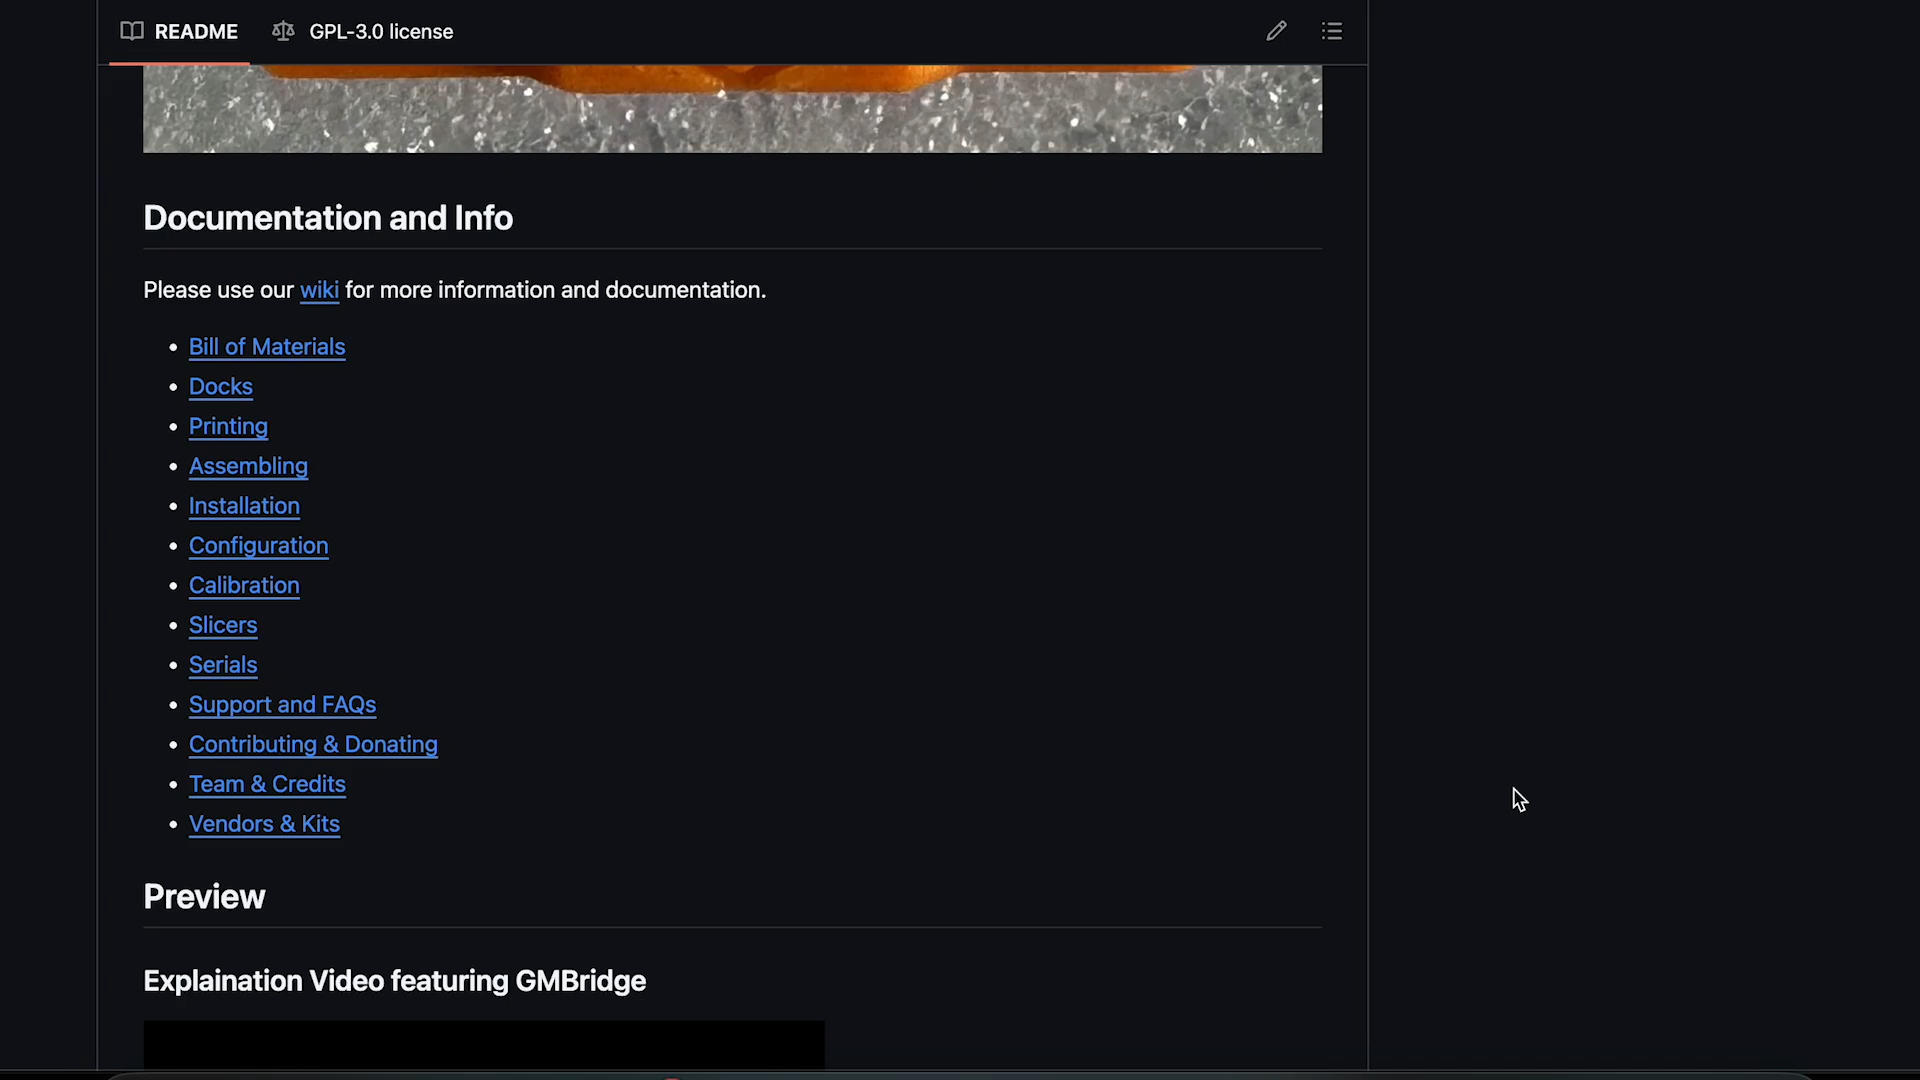 README GPL-3.0 license
Documentation and Info
Please use our wiki for more information and documentation.
Bill of Materials
Docks
Printing
Assembling
Installation
Configuration
Calibration
Slicers
Serials
Support and FAQs
Contributing & Donating
Team & Credits
Vendors & Kits
Preview
Explaination Video featuring GMBridge